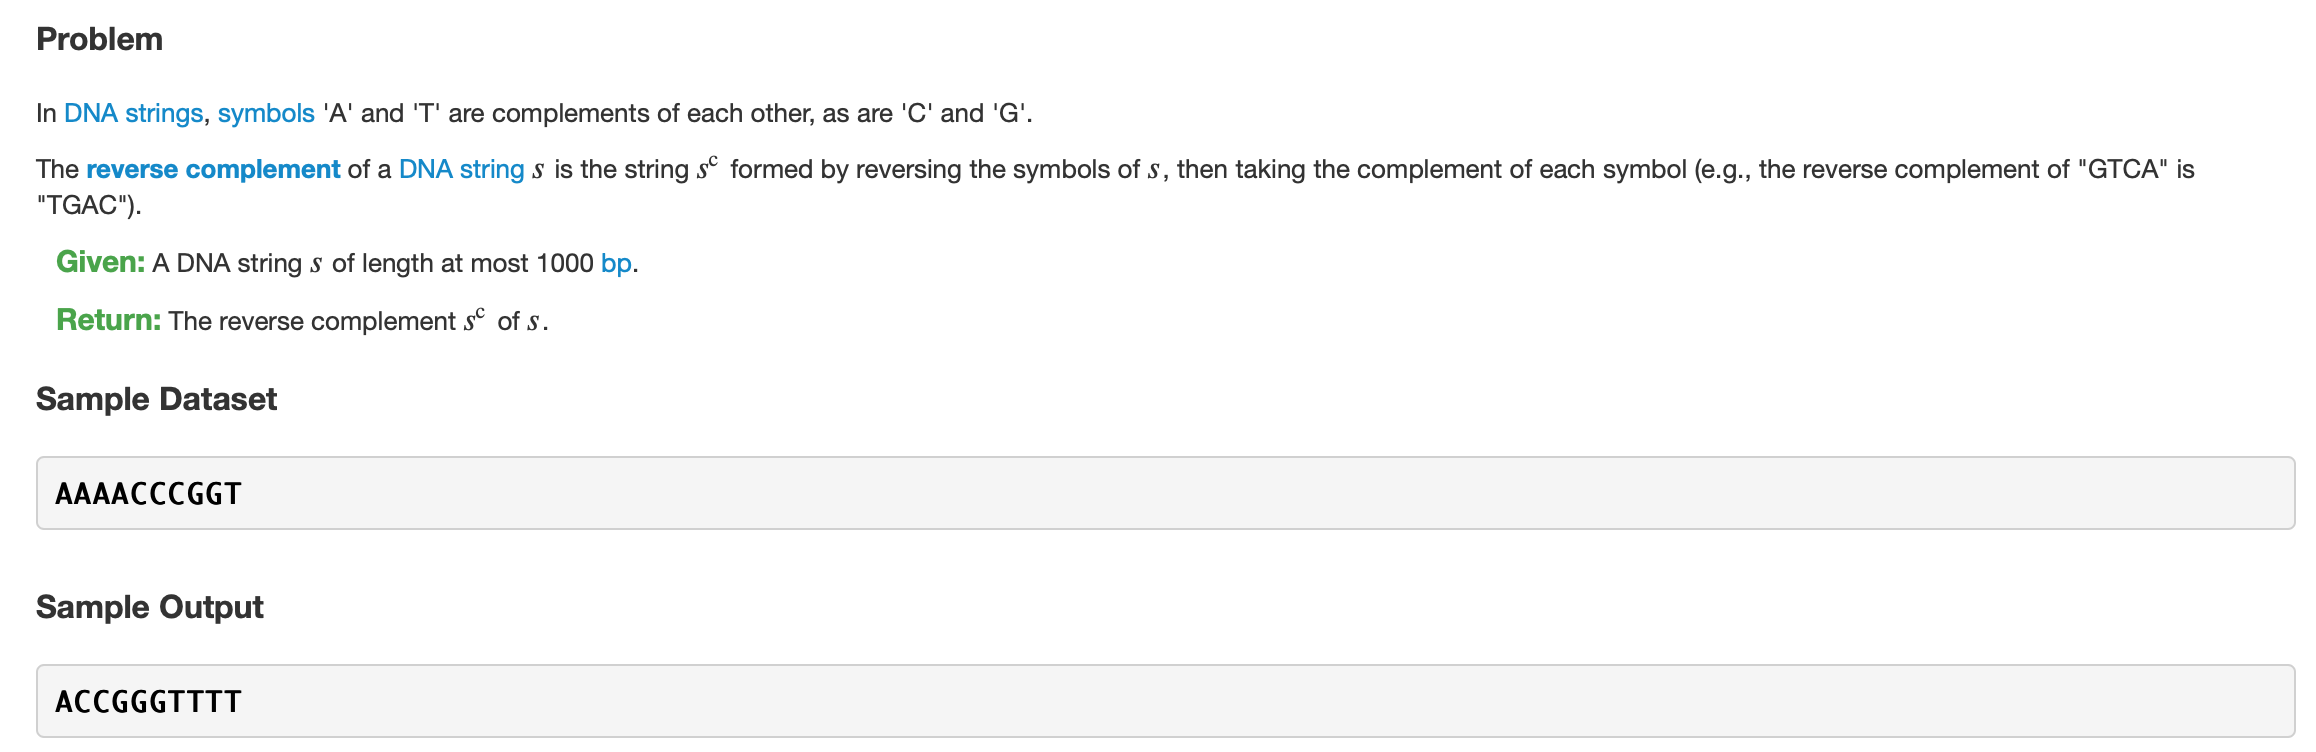 Problem
In DNA strings, symbols 'A' and 'T' are complements of each other, as are 'C' and 'G'.
The reverse complement of a DNA string s is the string sᶜ formed by reversing the symbols of s, then taking the complement of each symbol (e.g., the reverse complement of "GTCA" is
"TGAC").
Given: A DNA string s of length at most 1000 bp.
Return: The reverse complement sᶜ of s.
Sample Dataset
AAAACCCGGT
Sample Output
ACCGGGTTTT